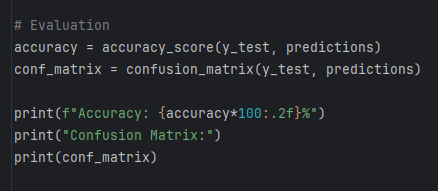 # Evaluation
accuracy = accuracy_score(y_test, predictions)
conf_matrix = confusion_matrix(y_test, predictions)
print(f"Accuracy: {accuracy*100:.2f}%")
print("Confusion Matrix:")
print(conf_matrix)